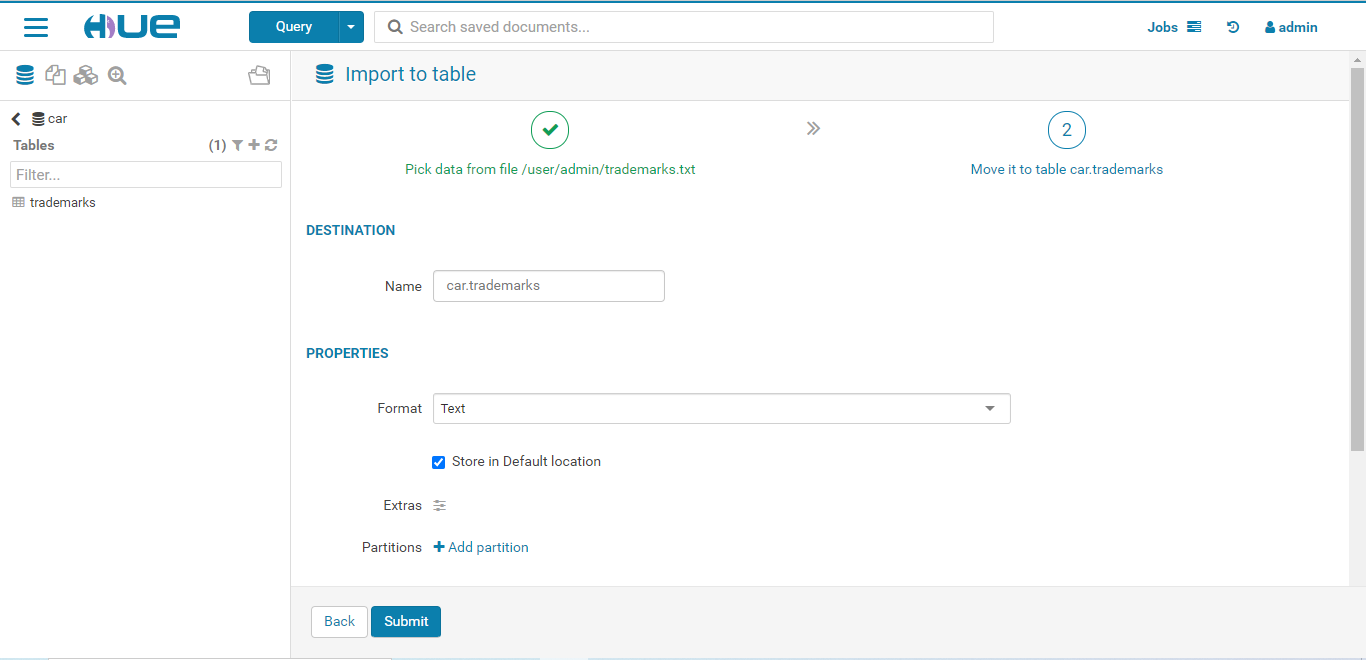 HUE
Query
Search saved documents...
Jobs
admin
Import to table
car
Tables (1)
Filter...
trademarks
2
Pick data from file /user/admin/trademarks.txt
Move it to table car.trademarks
DESTINATION
Name car.trademarks
PROPERTIES
Format Text
Store in Default location
Extras
Partitions Add partition
Back Submit